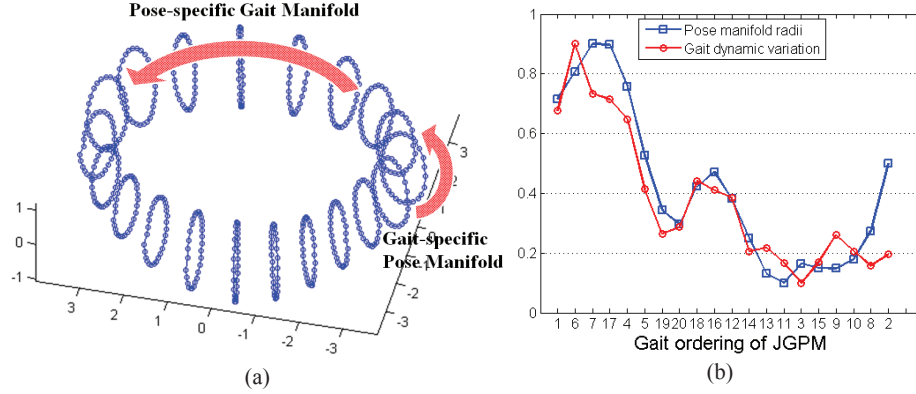 Pose-specific Gait Manifold
Gait-specific
Pose Manifold
1
0
-1
3
2
1
0
-1
-2
-3
3
2
1
0
-1
-2
-3
(a)
Pose manifold radii
Gait dynamic variation
1
0.8
0.6
0.4
0.2
0
1 6 7 17 4 5 19 20 18 16 12 14 13 11 3 15 9 10 8 2
Gait ordering of JGPM
(b)